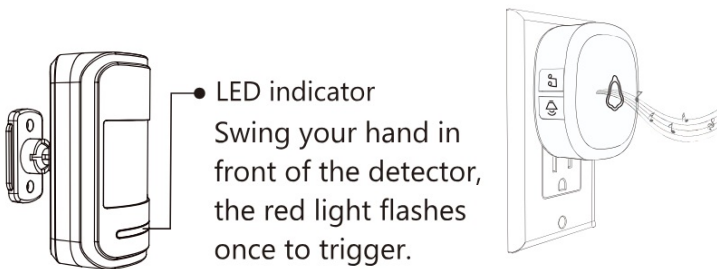 LED indicator
Swing your hand in
front of the detector,
the red light flashes
once to trigger.